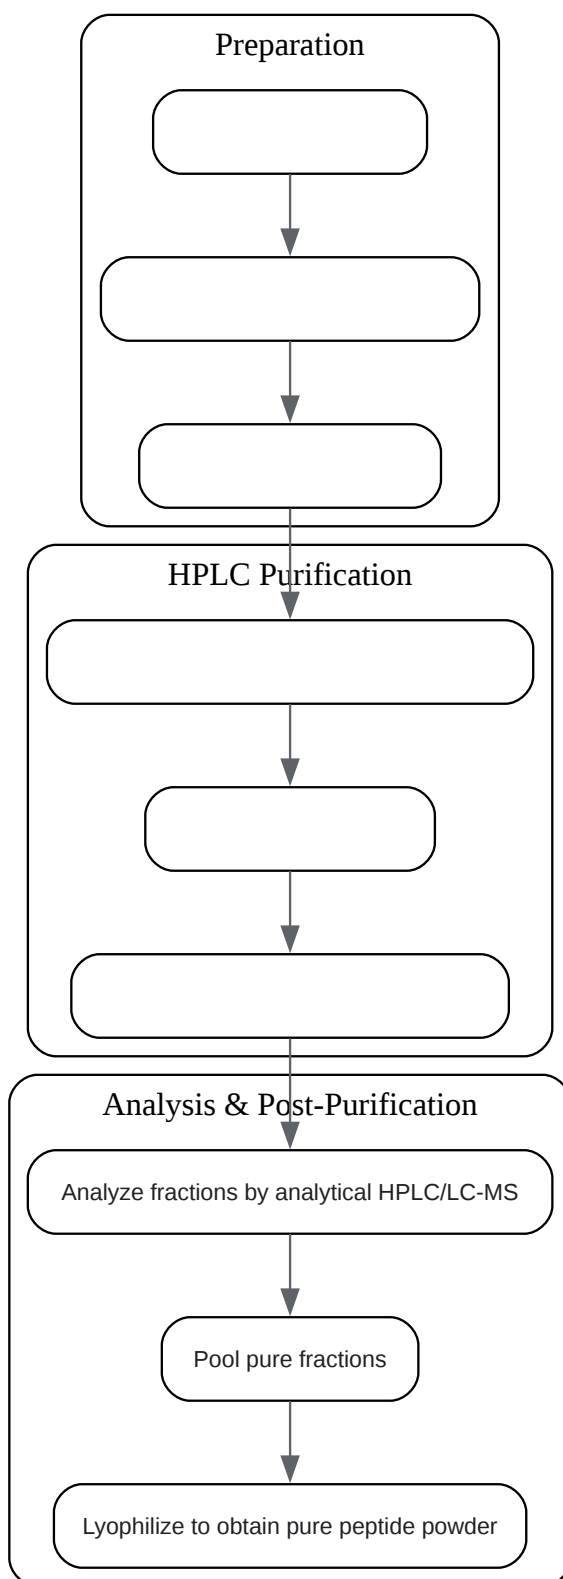 Preparation
HPLC Purification
Analysis & Post-Purification
Analyze fractions by analytical HPLC/LC-MS
Pool pure fractions
Lyophilize to obtain pure peptide powder